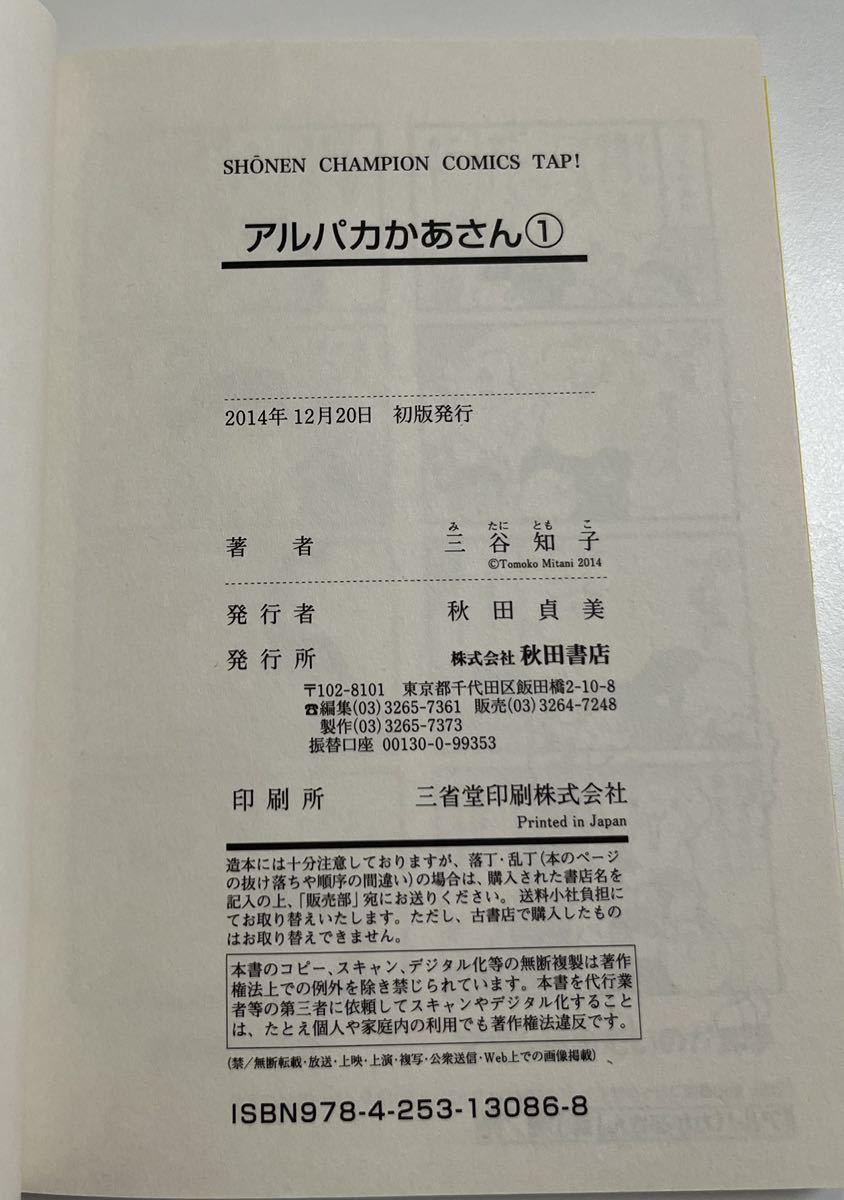 SHŌNEN CHAMPION COMICS TAP!
アルパカかあさん①
2014年12月20日 初版発行
み たに とも こ
著者 三谷知子
©Tomoko Mitani 2014
発行者 秋田貞美
発行所 株式会社 秋田書店
〒102-8101 東京都千代田区飯田橋2-10-8
☎編集(03)3265-7361 販売(03)3264-7248
製作(03)3265-7373
振替口座 00130-0-99353
印刷所 三省堂印刷株式会社
Printed in Japan
造本には十分注意しておりますが、落丁・乱丁(本のページ
の抜け落ちや順序の間違い)の場合は、購入された書店名を
記入の上、「販売部」宛にお送りください。送料小社負担に
てお取り替えいたします。ただし、古書店で購入したもの
はお取り替えできません。
本書のコピー、スキャン、デジタル化等の無断複製は著作
権法上での例外を除き禁じられています。本書を代行業
者等の第三者に依頼してスキャンやデジタル化すること
は、たとえ個人や家庭内の利用でも著作権法違反です。
(禁/無断転載・放送・上映・上演・複写・公衆送信・Web上での画像掲載)
ISBN978-4-253-13086-8